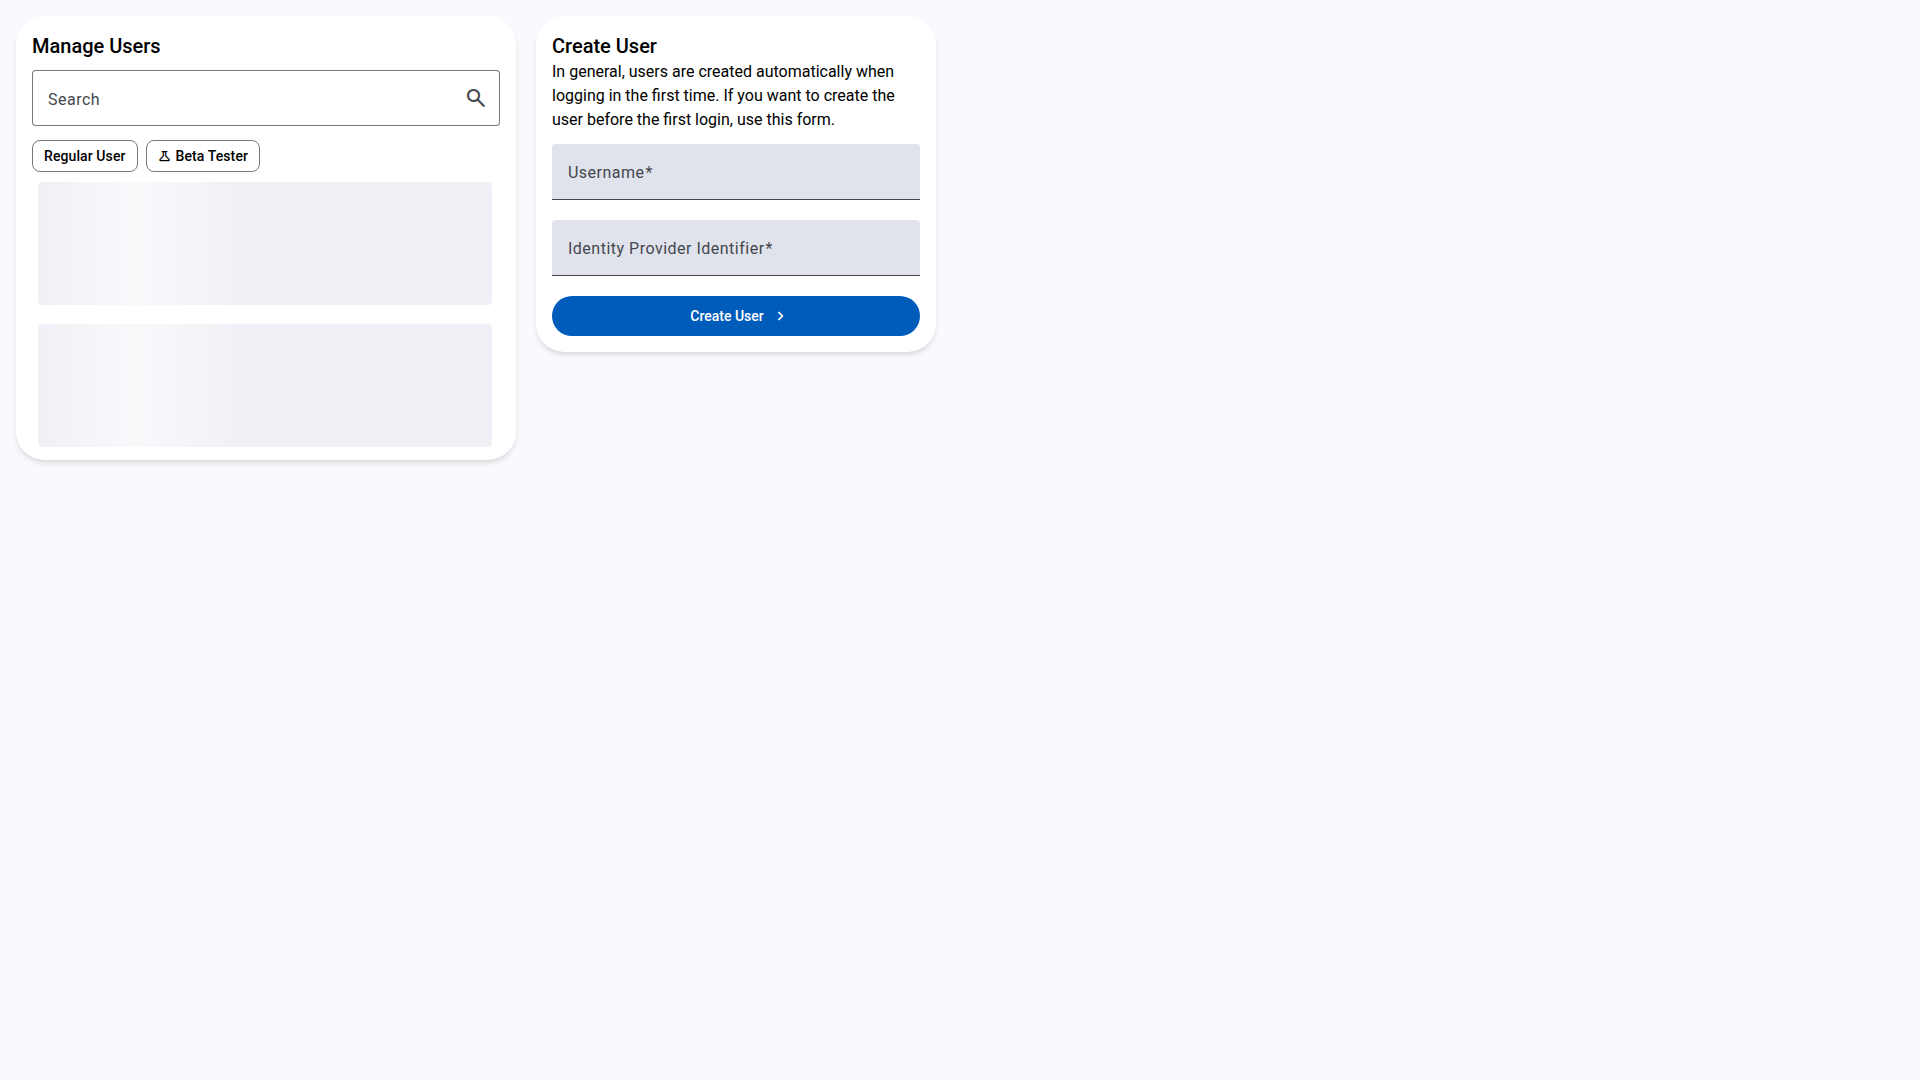 Manage Users
Search
Regular User
Beta Tester
Create User
In general, users are created automatically when
logging in the first time. If you want to create the
user before the first login, use this form.
Username*
Identity Provider Identifier*
Create User